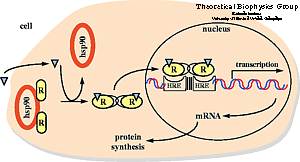 Theoretical Biophysics Group
cell
nucleus
hsp90
transcription
R
R
HRE
HRE
hsp90
R
R
R
R
mRNA
protein
synthesis